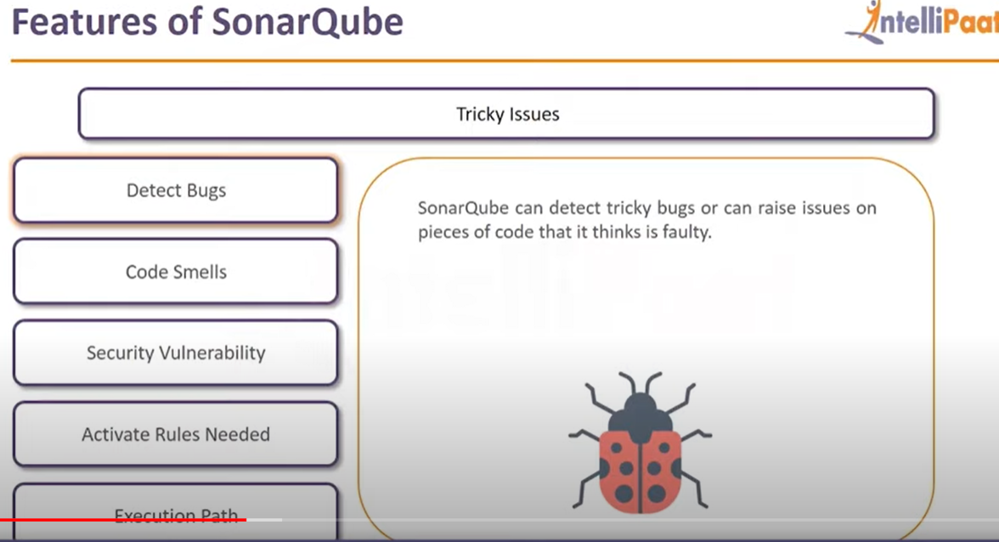 Features of SonarQube
IntelliPaat
Tricky Issues
Detect Bugs
SonarQube can detect tricky bugs or can raise issues on
pieces of code that it thinks is faulty.
Code Smells
Security Vulnerability
Activate Rules Needed
Execution Path